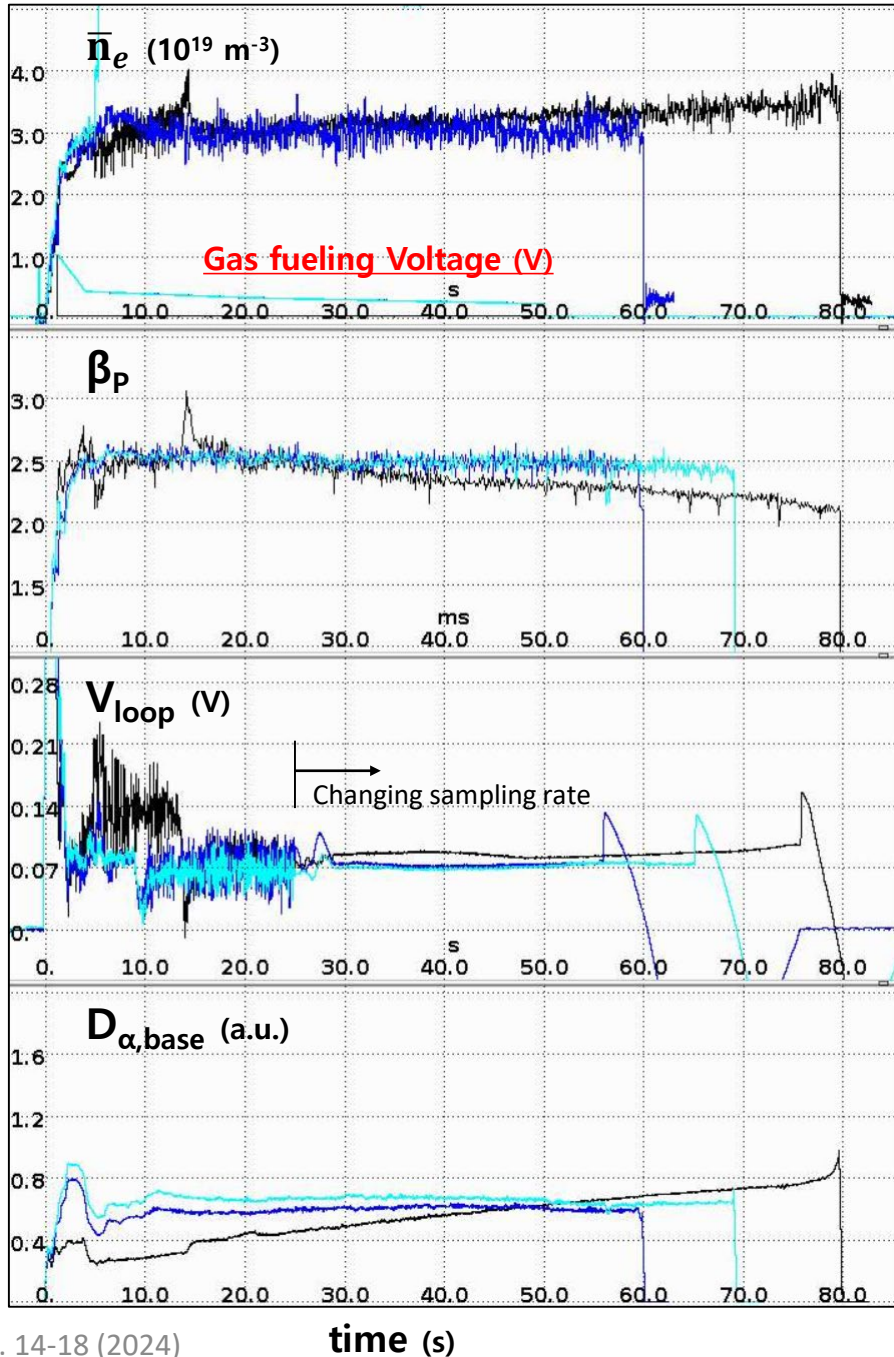 n̅e (10¹⁹ m⁻³)
4.0
3.0
2.0
1.0
Gas fueling Voltage (V)
s
0. 10.0 20.0 30.0 40.0 50.0 60.0 70.0 80.0
βP
3.0
2.5
2.0
1.5
ms
0. 10.0 20.0 30.0 40.0 50.0 60.0 70.0 80.0
Vloop (V)
0.28
0.21
0.14
Changing sampling rate
0.07
0.
s
0. 10.0 20.0 30.0 40.0 50.0 60.0 70.0 80.0
Dα,base (a.u.)
1.6
1.2
0.8
0.4
0. 10.0 20.0 30.0 40.0 50.0 60.0 70.0 80.0
. 14-18 (2024)
time (s)